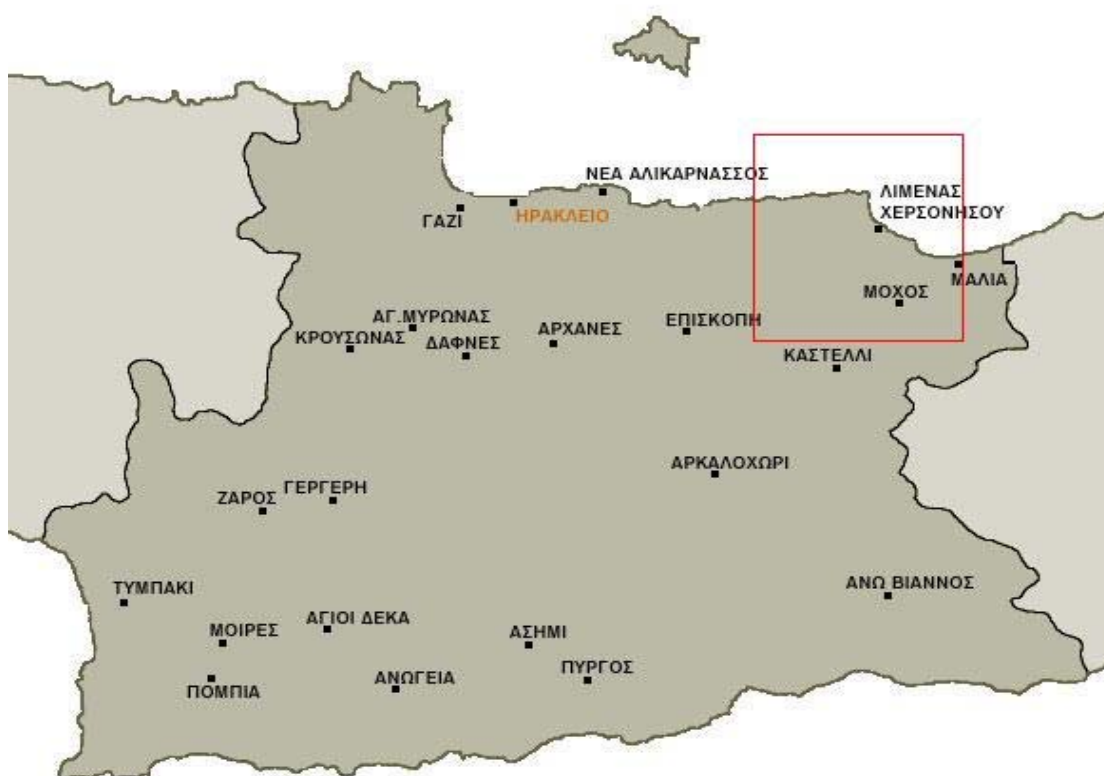 ΝΕΑ ΑΛΙΚΑΡΝΑΣΣΟΣ
ΛΙΜΕΝΑΣ
ΧΕΡΣΟΝΗΣΟΥ
ΓΑΖΙ
ΗΡΑΚΛΕΙΟ
ΜΑΛΙΑ
ΜΟΧΟΣ
ΑΓ.ΜΥΡΩΝΑΣ
ΕΠΙΣΚΟΠΗ
ΚΡΟΥΣΩΝΑΣ
ΔΑΦΝΕΣ
ΑΡΧΑΝΕΣ
ΚΑΣΤΕΛΛΙ
ΑΡΚΑΛΟΧΩΡΙ
ΖΑΡΟΣ
ΓΕΡΓΕΡΗ
ΤΥΜΠΑΚΙ
ΑΝΩ ΒΙΑΝΝΟΣ
ΑΓΙΟΙ ΔΕΚΑ
ΜΟΙΡΕΣ
ΑΣΗΜΙ
ΠΥΡΓΟΣ
ΑΝΩΓΕΙΑ
ΠΟΜΠΙΑ